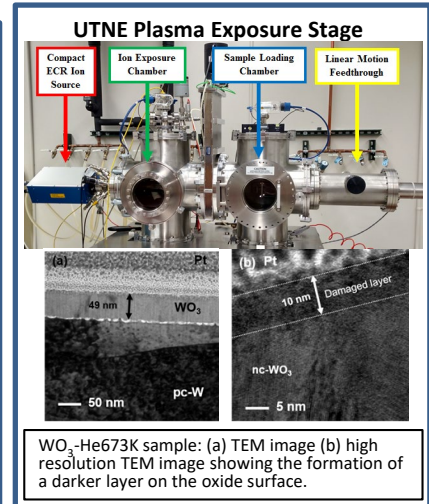 UTNE Plasma Exposure Stage
Compact
ECR Ion
Source
Ion Exposure
Chamber
Sample Loading
Chamber
Linear Motion
Feedthrough
(a)
Pt
49 nm
WO₃
pc-W
50 nm
(b)
Pt
10 nm
Damaged layer
nc-WO₃
5 nm
WO₃-He673K sample: (a) TEM image (b) high
resolution TEM image showing the formation of
a darker layer on the oxide surface.